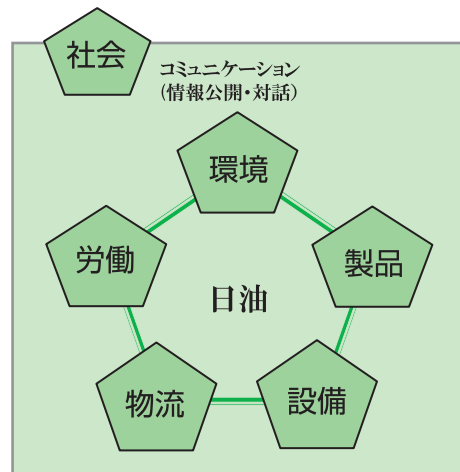 社会
コミュニケーション
(情報公開・対話)
環境
労働
製品
日油
物流
設備